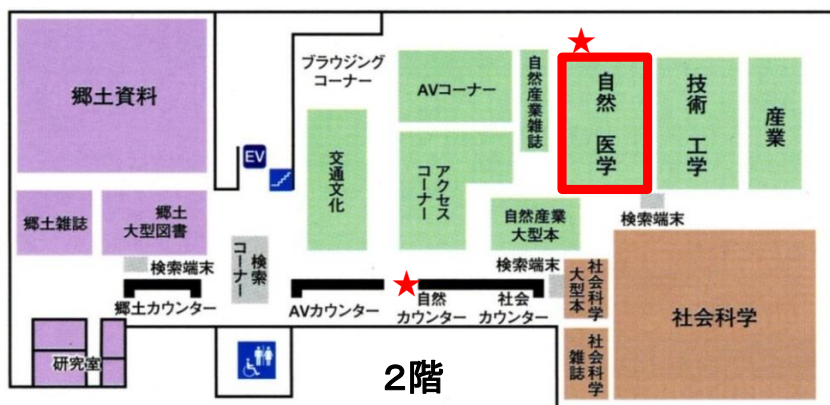 郷土資料
EV
ブラウジング
コーナー
AVコーナー
自然産業雑誌
自然 医学
技術 工学
産業
交通文化
アクセス
コーナー
自然産業
大型本
検索端末
郷土雑誌
郷土
大型図書
検索端末
検索
コーナー
検索端末
郷土カウンター
AVカウンター
自然
カウンター
社会
カウンター
社会科学
大型本
社会科学
社会科学
雑誌
研究室
2階